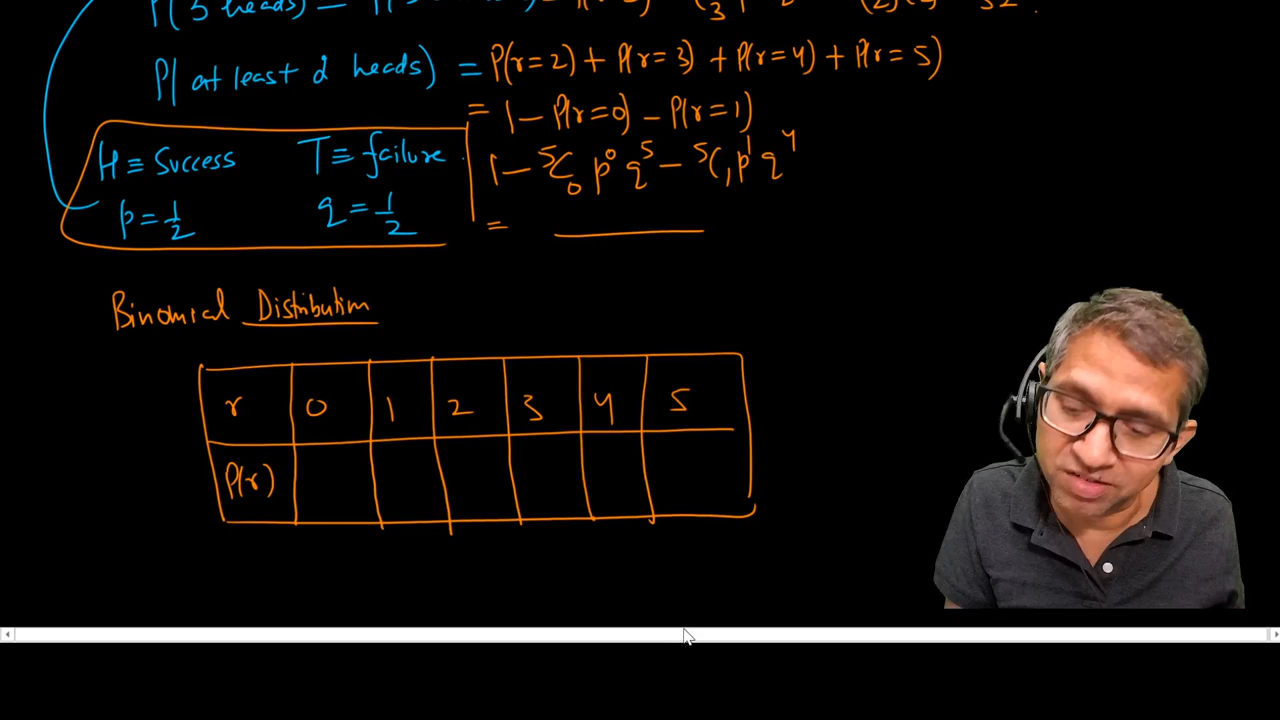 P( at least 2 heads) = P(r=2) + P(r=3) + P(r=4) + P(r=5)
= 1 - P(r=0) - P(r=1)
H ≡ Success T ≡ failure
1 - ⁵C₀ p⁰ q⁵ - ⁵C₁ p¹ q⁴
p = 1/2 q = 1/2
=
Binomial Distribution
r 0 1 2 3 4 5
P(r)